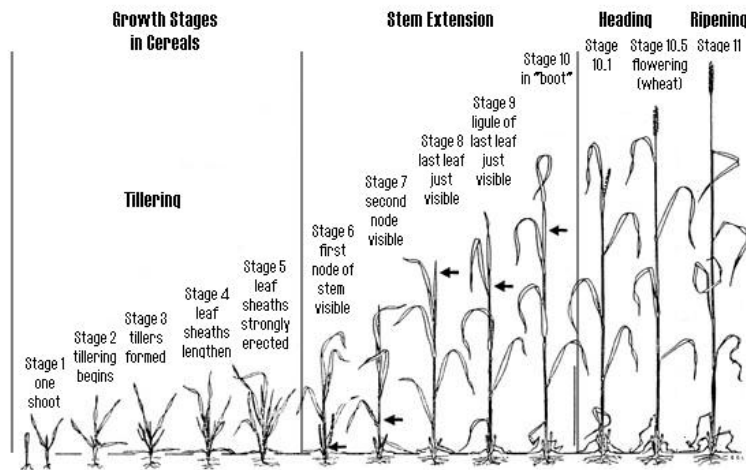 Growth Stages
in Cereals
Stem Extension
Heading
Ripening
Tillering
Stage 1
one
shoot
Stage 2
tillering
begins
Stage 3
tillers
formed
Stage 4
leaf
sheaths
lengthen
Stage 5
leaf
sheaths
strongly
erected
Stage 6
first
node of
stem
visible
Stage 7
second
node
visible
Stage 8
last leaf
just
visible
Stage 9
ligule of
last leaf
just
visible
Stage 10
in "boot"
Stage
10.1
Stage 10.5
flowering
(wheat)
Stage 11